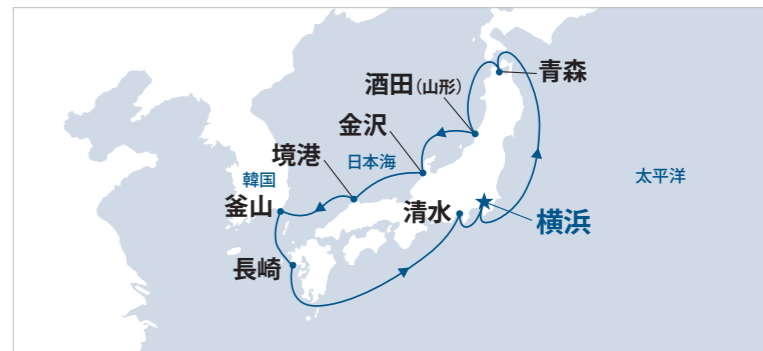 青森
酒田(山形)
金沢
境港
日本海
韓国
釜山
太平洋
清水
横浜
長崎